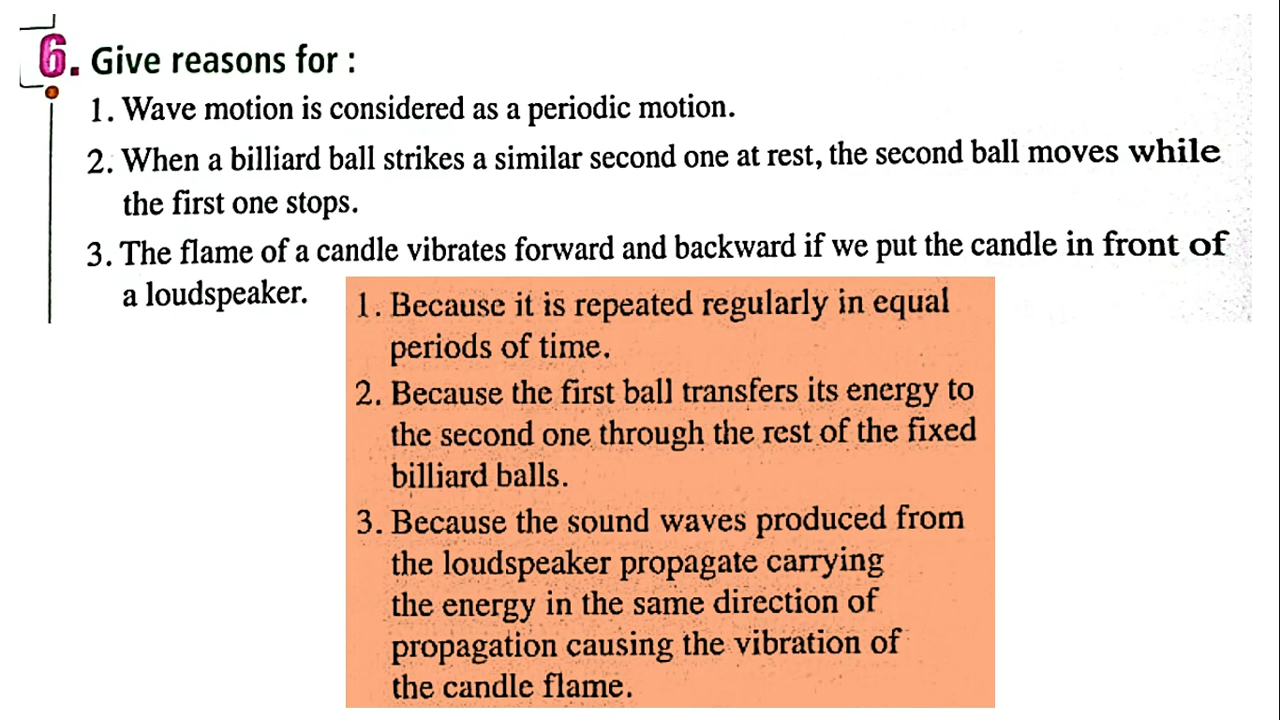 6. Give reasons for :
1. Wave motion is considered as a periodic motion.
2. When a billiard ball strikes a similar second one at rest, the second ball moves while
the first one stops.
3. The flame of a candle vibrates forward and backward if we put the candle in front of
a loudspeaker.
1. Because it is repeated regularly in equal
periods of time.
2. Because the first ball transfers its energy to
the second one through the rest of the fixed
billiard balls.
3. Because the sound waves produced from
the loudspeaker propagate carrying
the energy in the same direction of
propagation causing the vibration of
the candle flame.